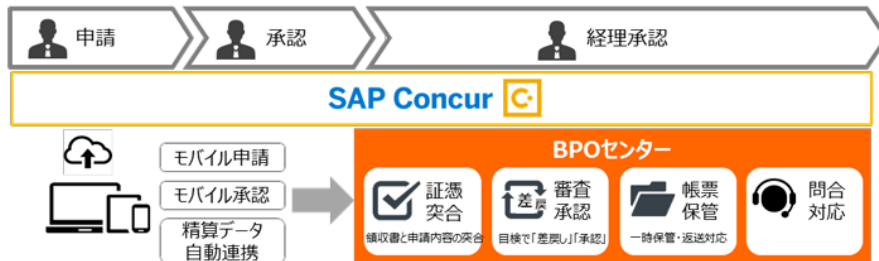 申請
承認
経理承認
SAP Concur C
BPOセンター
モバイル申請
モバイル承認
精算データ
自動連携
証憑
突合
領収書と申請内容の突合
差戻
審査
承認
目検で「差戻し」「承認」
帳票
保管
一時保管・返送対応
問合
対応